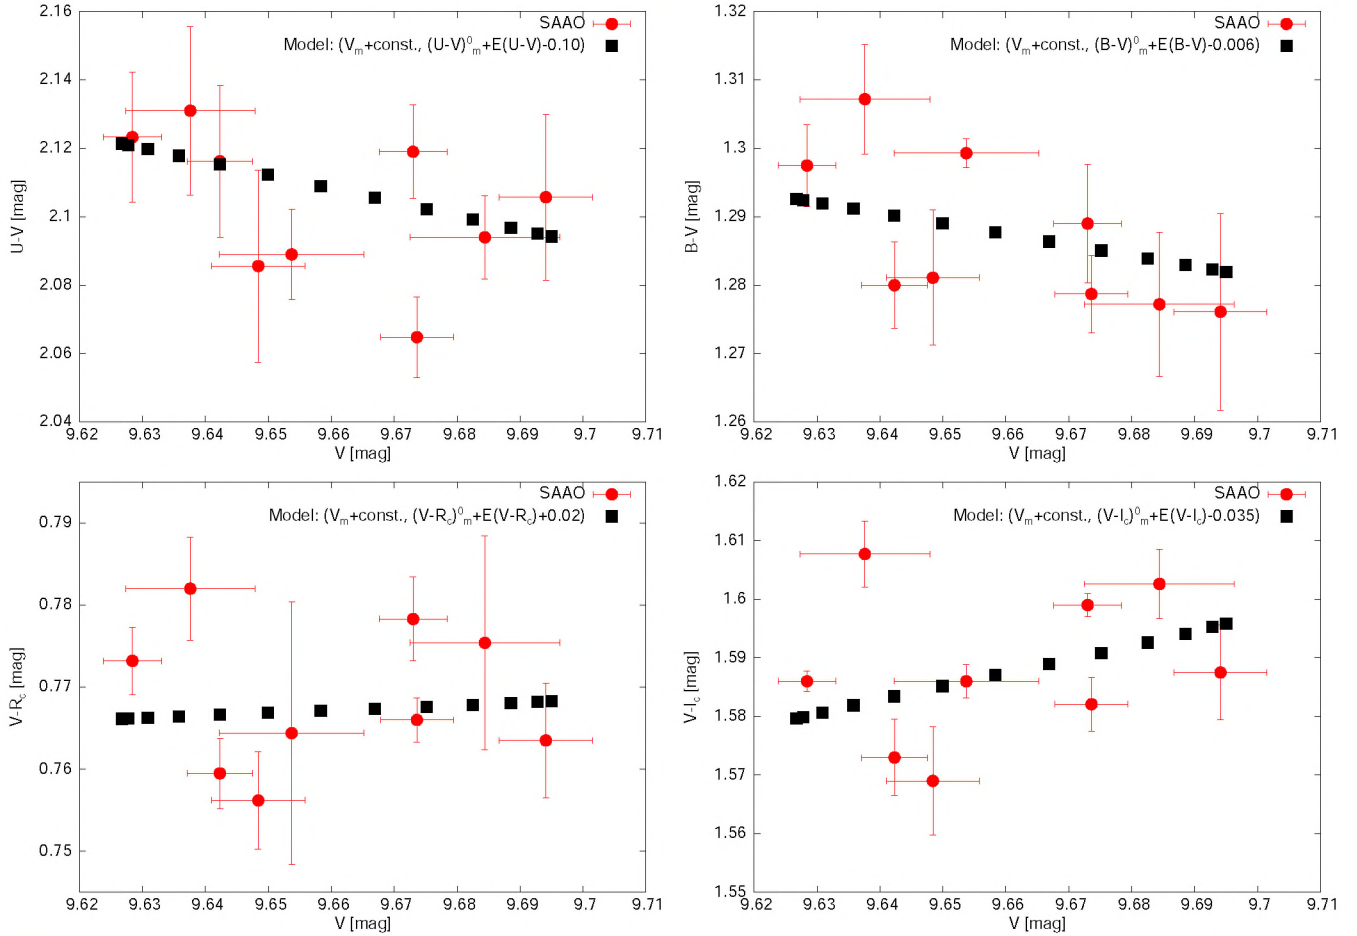 2.16
2.14
2.12
2.1
2.08
2.06
2.04
U-V [mag]
SAAO
Model: (V_m+const., (U-V)^0_m+E(U-V)-0.10)
9.62 9.63 9.64 9.65 9.66 9.67 9.68 9.69 9.7 9.71
V [mag]
1.32
1.31
1.3
1.29
1.28
1.27
1.26
B-V [mag]
SAAO
Model: (V_m+const., (B-V)^0_m+E(B-V)-0.006)
9.62 9.63 9.64 9.65 9.66 9.67 9.68 9.69 9.7 9.71
V [mag]
0.79
0.78
0.77
0.76
0.75
V-R_c [mag]
SAAO
Model: (V_m+const., (V-R_c)^0_m+E(V-R_c)+0.02)
9.62 9.63 9.64 9.65 9.66 9.67 9.68 9.69 9.7 9.71
V [mag]
1.62
1.61
1.6
1.59
1.58
1.57
1.56
1.55
V-I_c [mag]
SAAO
Model: (V_m+const., (V-I_c)^0_m+E(V-I_c)-0.035)
9.62 9.63 9.64 9.65 9.66 9.67 9.68 9.69 9.7 9.71
V [mag]